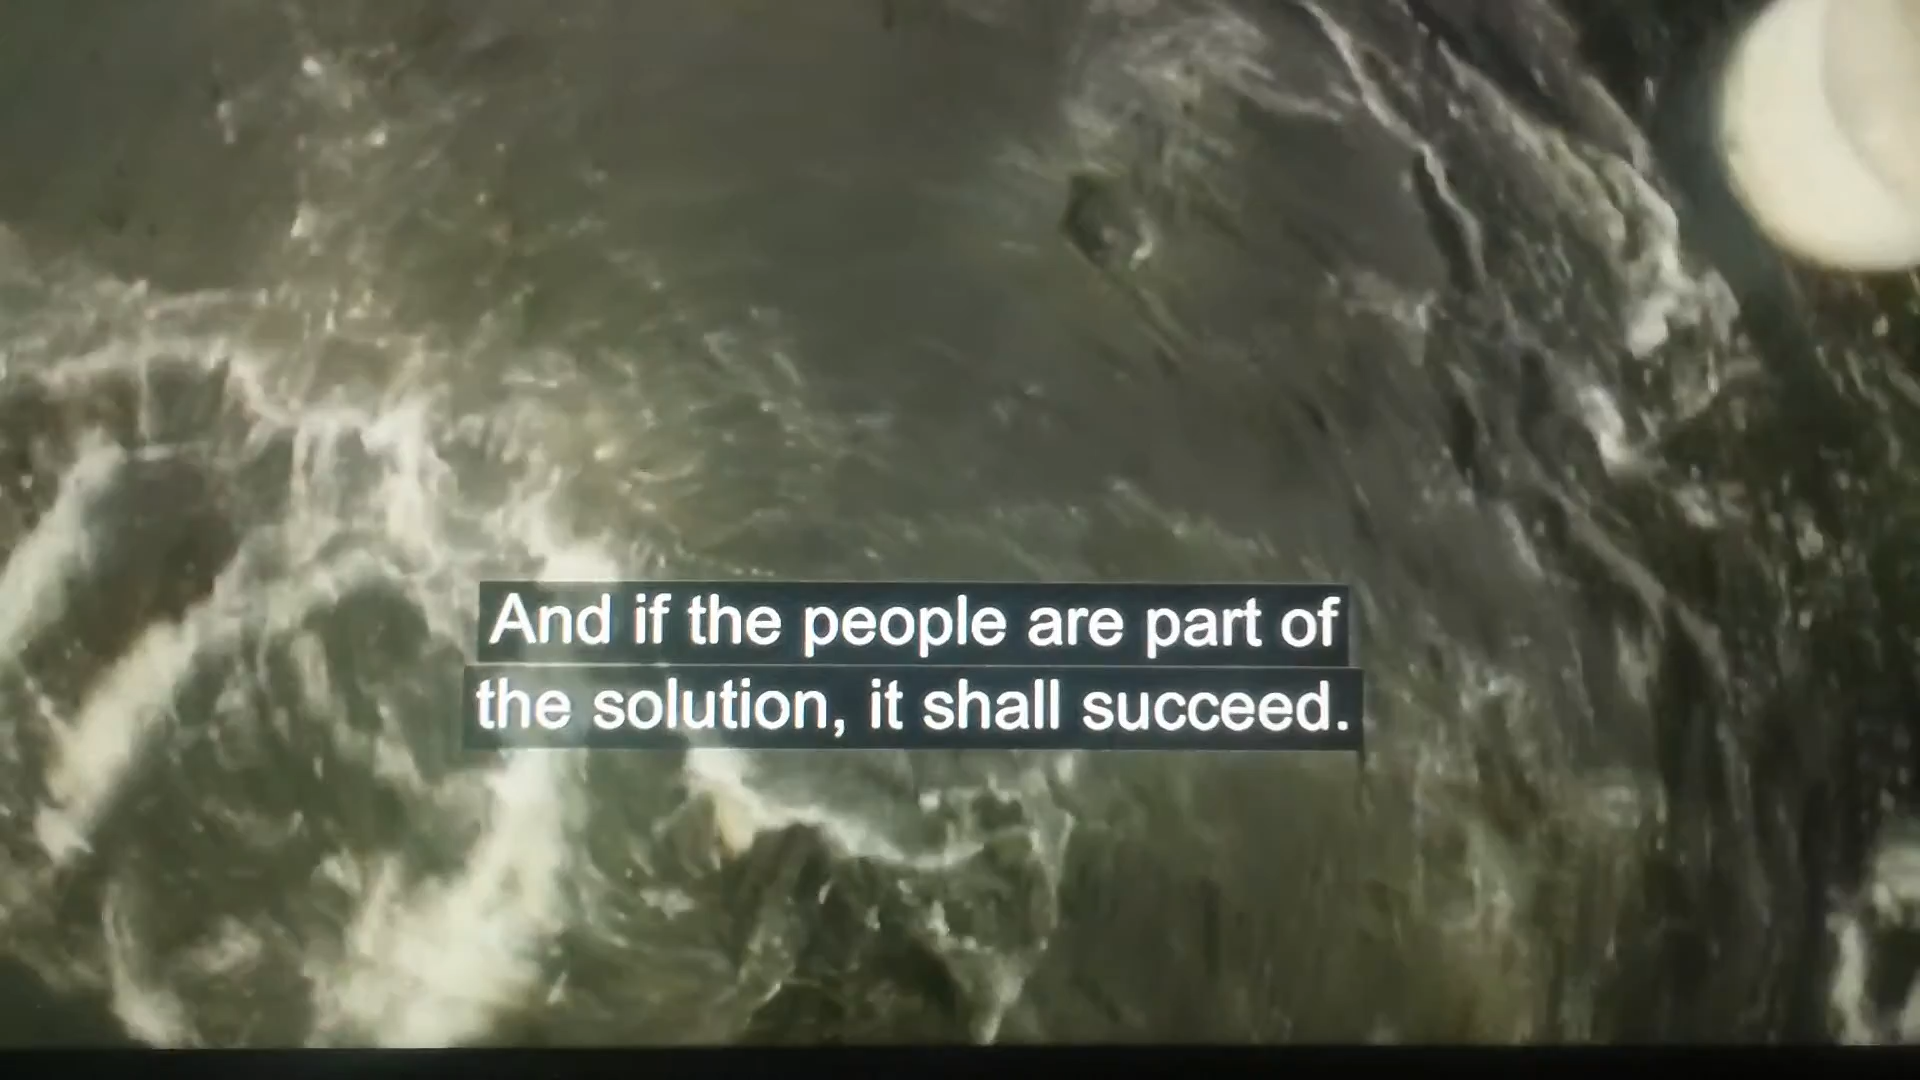 And if the people are part of
the solution, it shall succeed.